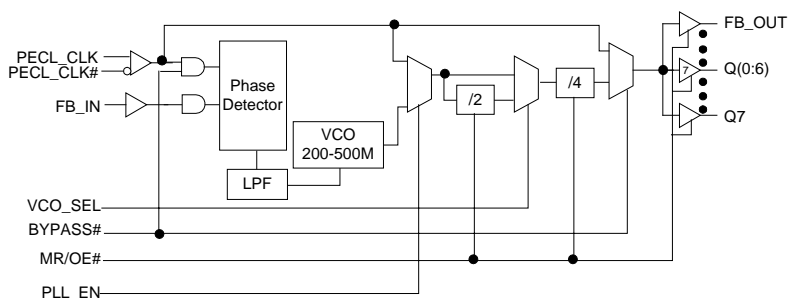 PECL_CLK
PECL_CLK#
FB_IN
Phase
Detector
LPF
VCO
200-500M
/2
/4
7
FB_OUT
Q(0:6)
Q7
VCO_SEL
BYPASS#
MR/OE#
PLL_EN